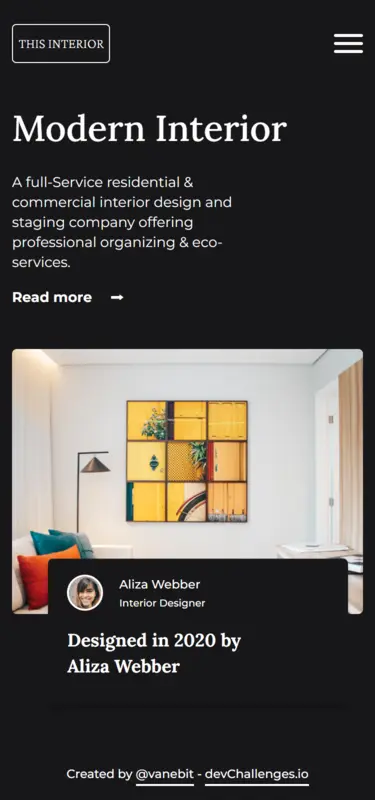 THIS INTERIOR
Modern Interior
A full-Service residential &
commercial interior design and
staging company offering
professional organizing & eco-
services.
Read more
Aliza Webber
Interior Designer
Designed in 2020 by
Aliza Webber
Created by @vanebit - devChallenges.io